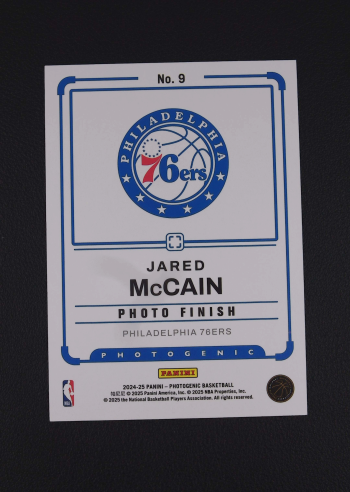 No. 9
PHILADELPHIA
76ers
JARED
McCAIN
PHOTO FINISH
PHILADELPHIA 76ERS
PHOTOGENIC
PANINI
2024-25 PANINI - PHOTOGENIC BASKETBALL
© 2025 Panini America, Inc. © 2025 NBA Properties, Inc.
© 2025 the National Basketball Players Association. All rights reserved.